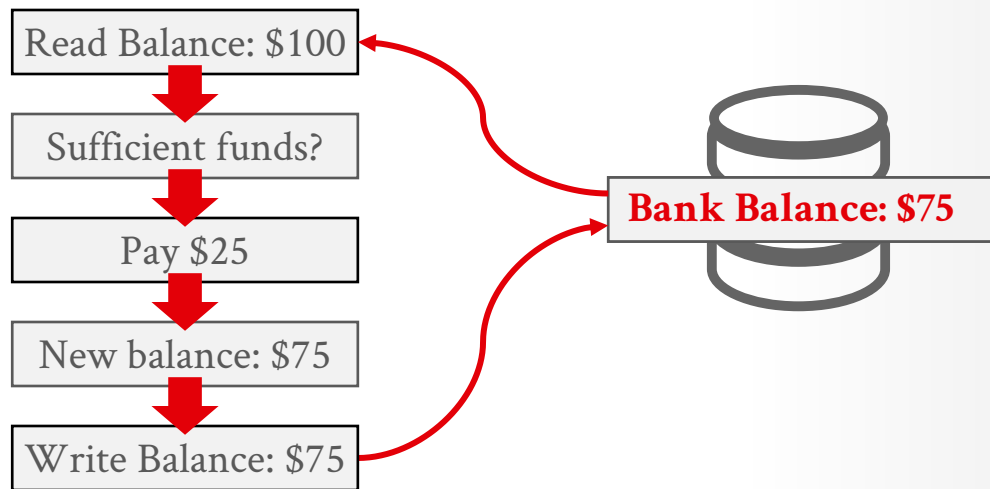 Read Balance: $100
Sufficient funds?
Pay $25
New balance: $75
Write Balance: $75
Bank Balance: $75